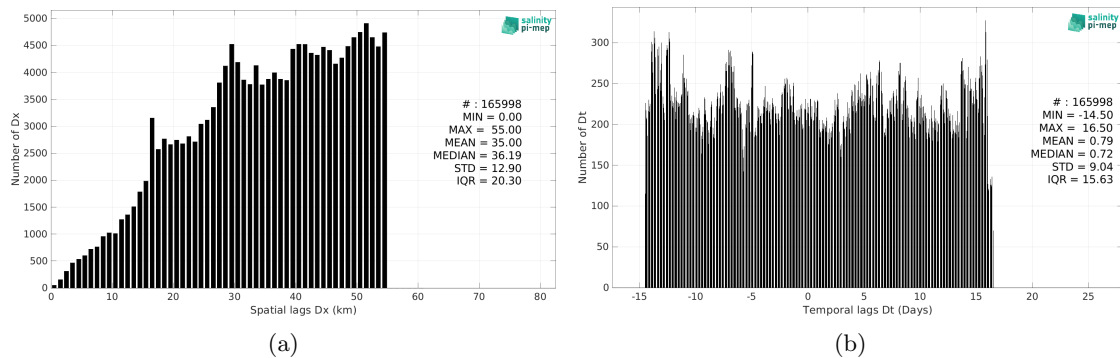 5000
4500
4000
3500
3000
2500
2000
1500
1000
500
0
Number of Dx
0 10 20 30 40 50 60 70 80
Spatial lags Dx (km)
salinity
pi-mep
# : 165998
MIN = 0.00
MAX = 55.00
MEAN = 35.00
MEDIAN = 36.19
STD = 12.90
IQR = 20.30
(a)
300
250
200
150
100
50
0
Number of Dt
-15 -10 -5 0 5 10 15 20 25
Temporal lags Dt (Days)
salinity
pi-mep
# : 165998
MIN = -14.50
MAX = 16.50
MEAN = 0.79
MEDIAN = 0.72
STD = 9.04
IQR = 15.63
(b)